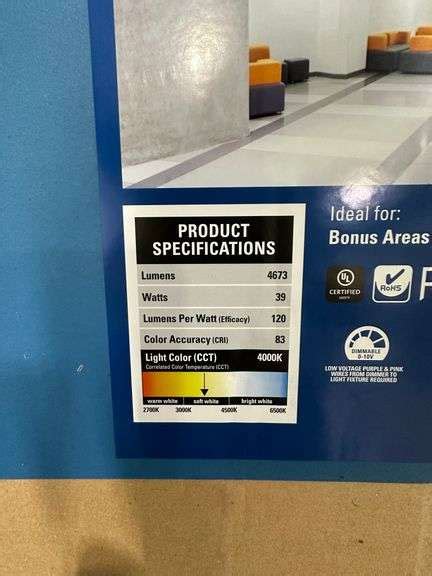 PRODUCT
SPECIFICATIONS
Lumens 4673
Watts 39
Lumens Per Watt (Efficacy) 120
Color Accuracy (CRI) 83
Light Color (CCT) 4000K
Correlated Color Temperature (CCT)
warm white soft white bright white
2700K 3000K 4500K 6500K
Ideal for:
Bonus Areas
UL
CERTIFIED
RoHS
DIMMABLE
0-10V
LOW VOLTAGE PURPLE & PINK
WIRES FROM DIMMER TO
LIGHT FIXTURE REQUIRED